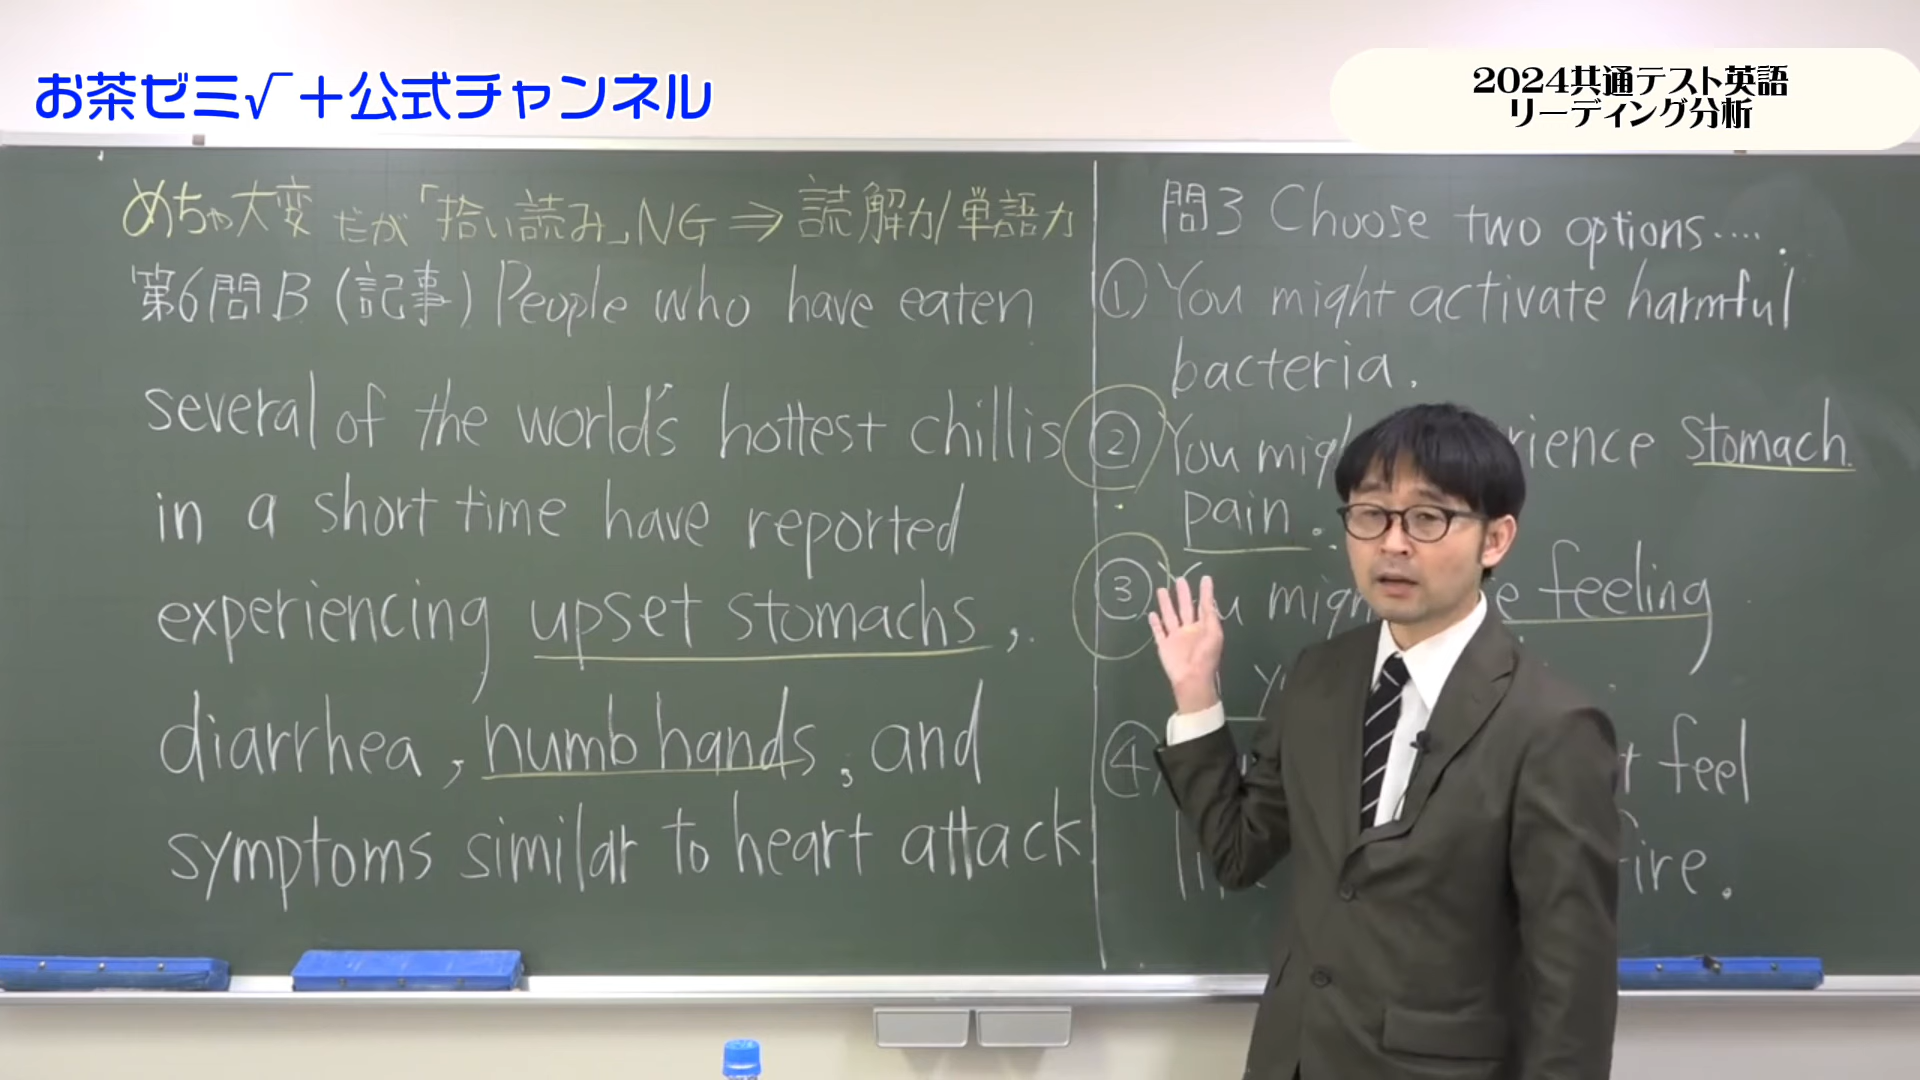 お茶ゼミ√+公式チャンネル
2024共通テスト英語
リーディング分析
めちゃ大変だが「拾い読み」NG⇒読解力/単語力
第6問B(記事) People who have eaten
several of the world's hottest chillis
in a short time have reported
experiencing upset stomachs,
diarrhea, numb hands, and
symptoms similar to heart attack
問3 Choose two options....
① You might activate harmful
bacteria.
② You stomach
pain.
③ feeling
④ feel